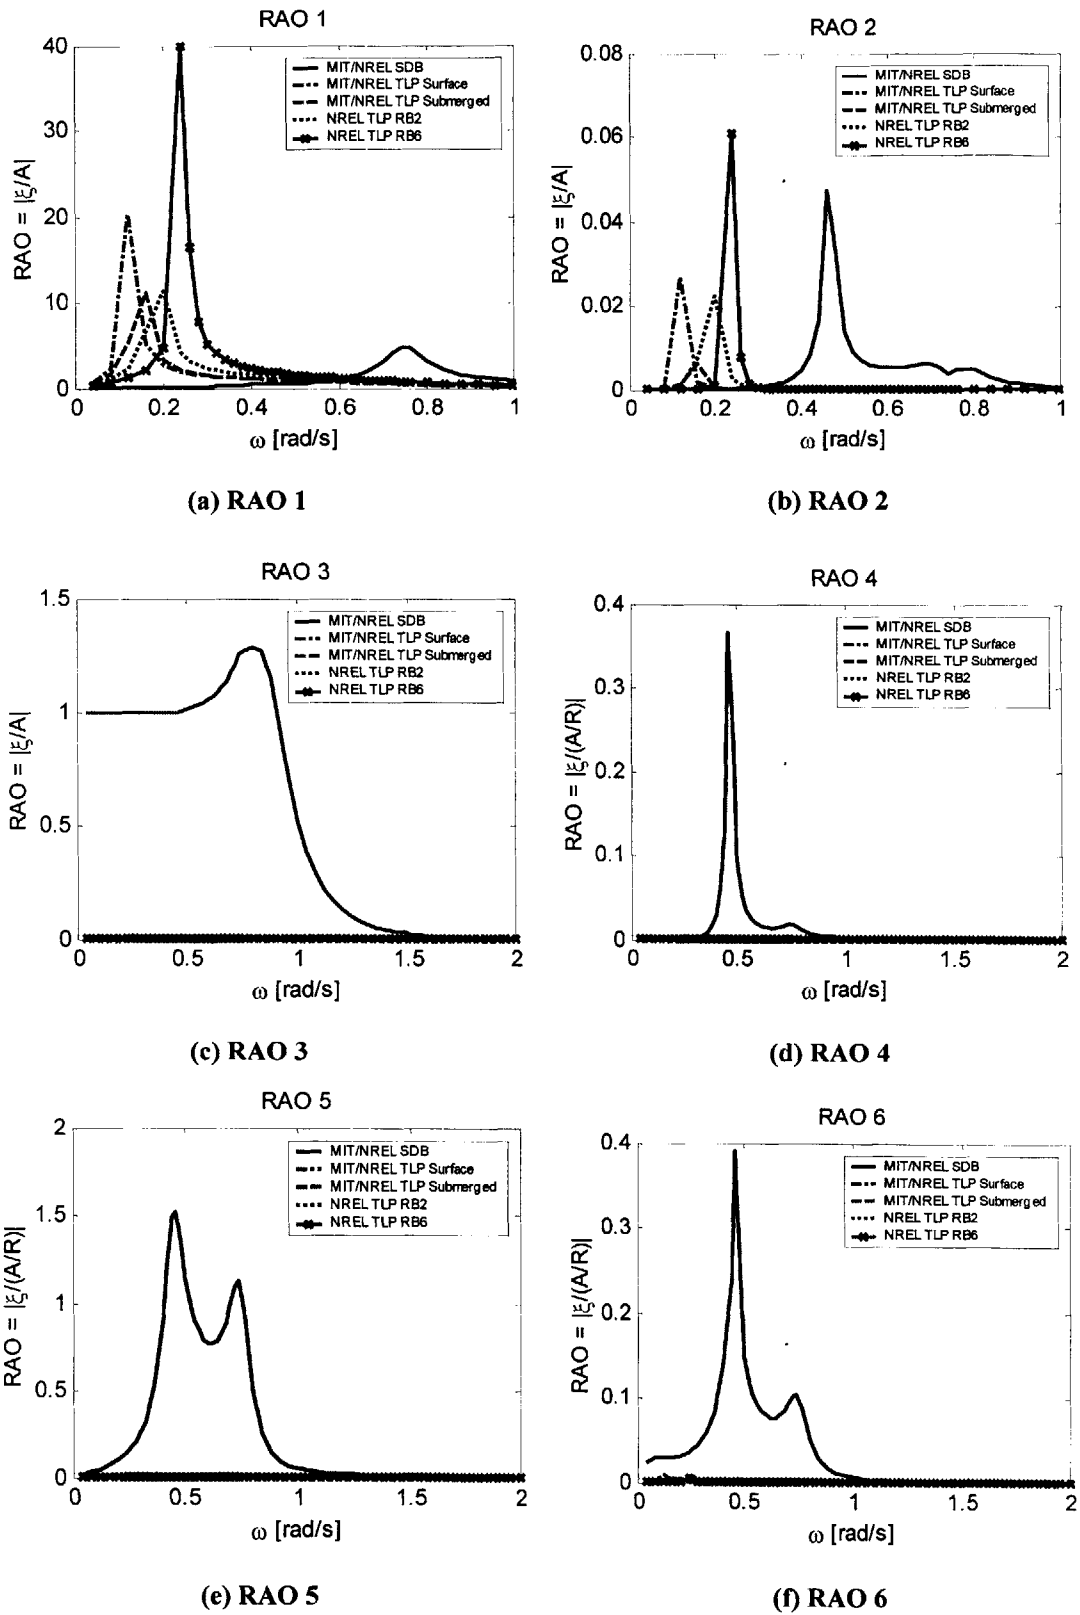 RAO 1
RAO = |ξ/A|
40
30
20
10
0
MIT/NREL SDB
MIT/NREL TLP Surface
MIT/NREL TLP Submerged
NREL TLP RB2
NREL TLP RB6
0 0.2 0.4 0.6 0.8 1
ω [rad/s]
(a) RAO 1
RAO 2
RAO = |ξ/A|
0.08
0.06
0.04
0.02
0
MIT/NREL SDB
MIT/NREL TLP Surface
MIT/NREL TLP Submerged
NREL TLP RB2
NREL TLP RB6
0 0.2 0.4 0.6 0.8 1
ω [rad/s]
(b) RAO 2
RAO 3
RAO = |ξ/A|
1.5
1
0.5
0
MIT/NREL SDB
MIT/NREL TLP Surface
MIT/NREL TLP Submerged
NREL TLP RB2
NREL TLP RB6
0 0.5 1 1.5 2
ω [rad/s]
(c) RAO 3
RAO 4
RAO = |ξ/(A/R)|
0.4
0.3
0.2
0.1
0
MIT/NREL SDB
MIT/NREL TLP Surface
MIT/NREL TLP Submerged
NREL TLP RB2
NREL TLP RB6
0 0.5 1 1.5 2
ω [rad/s]
(d) RAO 4
RAO 5
RAO = |ξ/(A/R)|
2
1.5
1
0.5
0
MIT/NREL SDB
MIT/NREL TLP Surface
MIT/NREL TLP Submerged
NREL TLP RB2
NREL TLP RB6
0 0.5 1 1.5 2
ω [rad/s]
(e) RAO 5
RAO 6
RAO = |ξ/(A/R)|
0.4
0.3
0.2
0.1
0
MIT/NREL SDB
MIT/NREL TLP Surface
MIT/NREL TLP Submerged
NREL TLP RB2
NREL TLP RB6
0 0.5 1 1.5 2
ω [rad/s]
(f) RAO 6